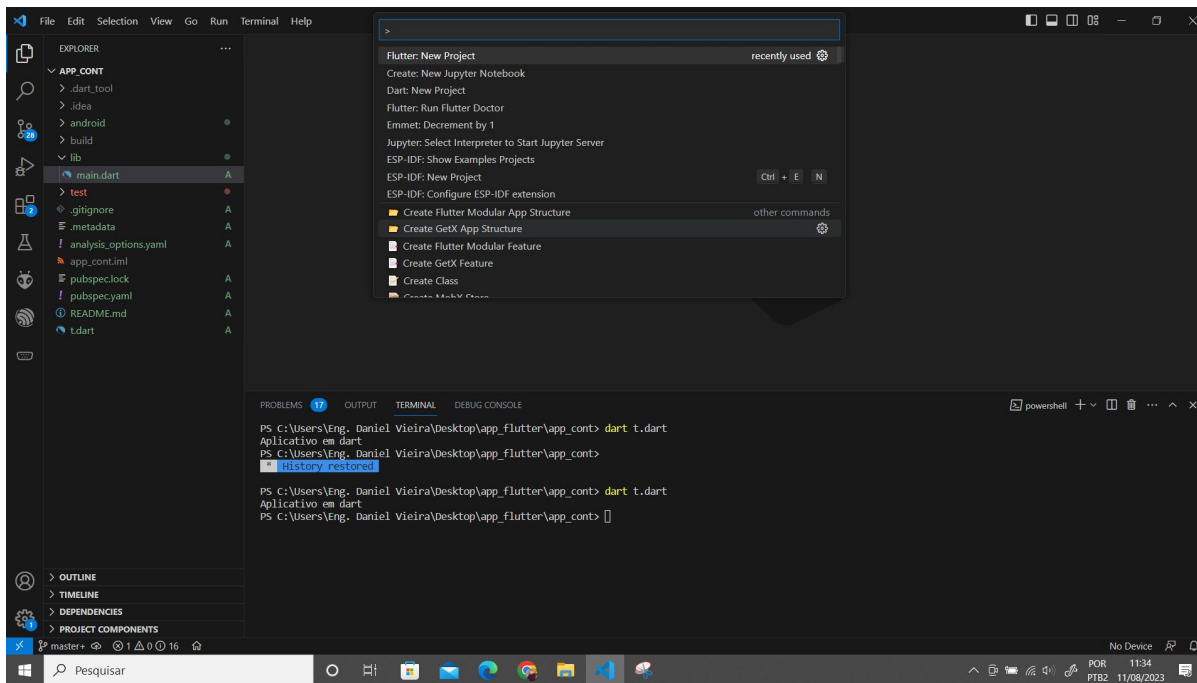 File Edit Selection View Go Run Terminal Help
>
EXPLORER
Flutter: New Project recently used
APP_CONT
Create: New Jupyter Notebook
.dart_tool
Dart: New Project
.idea
Flutter: Run Flutter Doctor
android
Emmet: Decrement by 1
28
build
Jupyter: Select Interpreter to Start Jupyter Server
lib
ESP-IDF: Show Examples Projects
main.dart A
ESP-IDF: New Project Ctrl + E N
test
ESP-IDF: Configure ESP-IDF extension
2
.gitignore A
Create Flutter Modular App Structure other commands
.metadata A
Create GetX App Structure
analysis_options.yaml A
Create Flutter Modular Feature
app_cont.iml
Create GetX Feature
pubspec.lock A
Create Class
pubspec.yaml A
Create MobX Store
README.md A
t.dart A
PROBLEMS 17 OUTPUT TERMINAL DEBUG CONSOLE
powershell
PS C:\Users\Eng. Daniel Vieira\Desktop\app_flutter\app_cont> dart t.dart
Aplicativo em dart
PS C:\Users\Eng. Daniel Vieira\Desktop\app_flutter\app_cont>
* History restored
PS C:\Users\Eng. Daniel Vieira\Desktop\app_flutter\app_cont> dart t.dart
Aplicativo em dart
PS C:\Users\Eng. Daniel Vieira\Desktop\app_flutter\app_cont>
OUTLINE
TIMELINE
DEPENDENCIES
1
PROJECT COMPONENTS
master+ 1 0 16
No Device
Pesquisar
POR 11:34
PTB2 11/08/2023